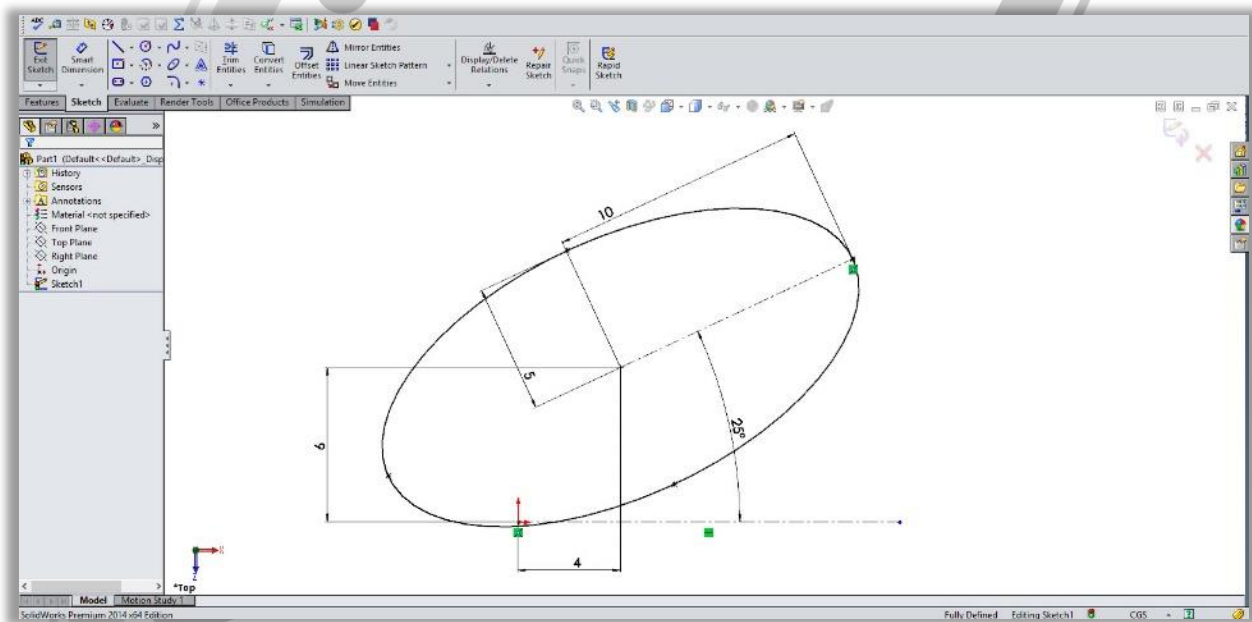 Exit Sketch
Smart Dimension
Trim Entities
Convert Entities
Offset Entities
Mirror Entities
Linear Sketch Pattern
Move Entities
Display/Delete Relations
Repair Sketch
Quick Snaps
Rapid Sketch
Features Sketch Evaluate Render Tools Office Products Simulation
Part1 (Default<<Default>_Disp
History
Sensors
Annotations
Material <not specified>
Front Plane
Top Plane
Right Plane
Origin
Sketch1
10
5
6
25°
4
X
Z
*Top
Model Motion Study 1
SolidWorks Premium 2014 x64 Edition
Fully Defined Editing Sketch1 CGS